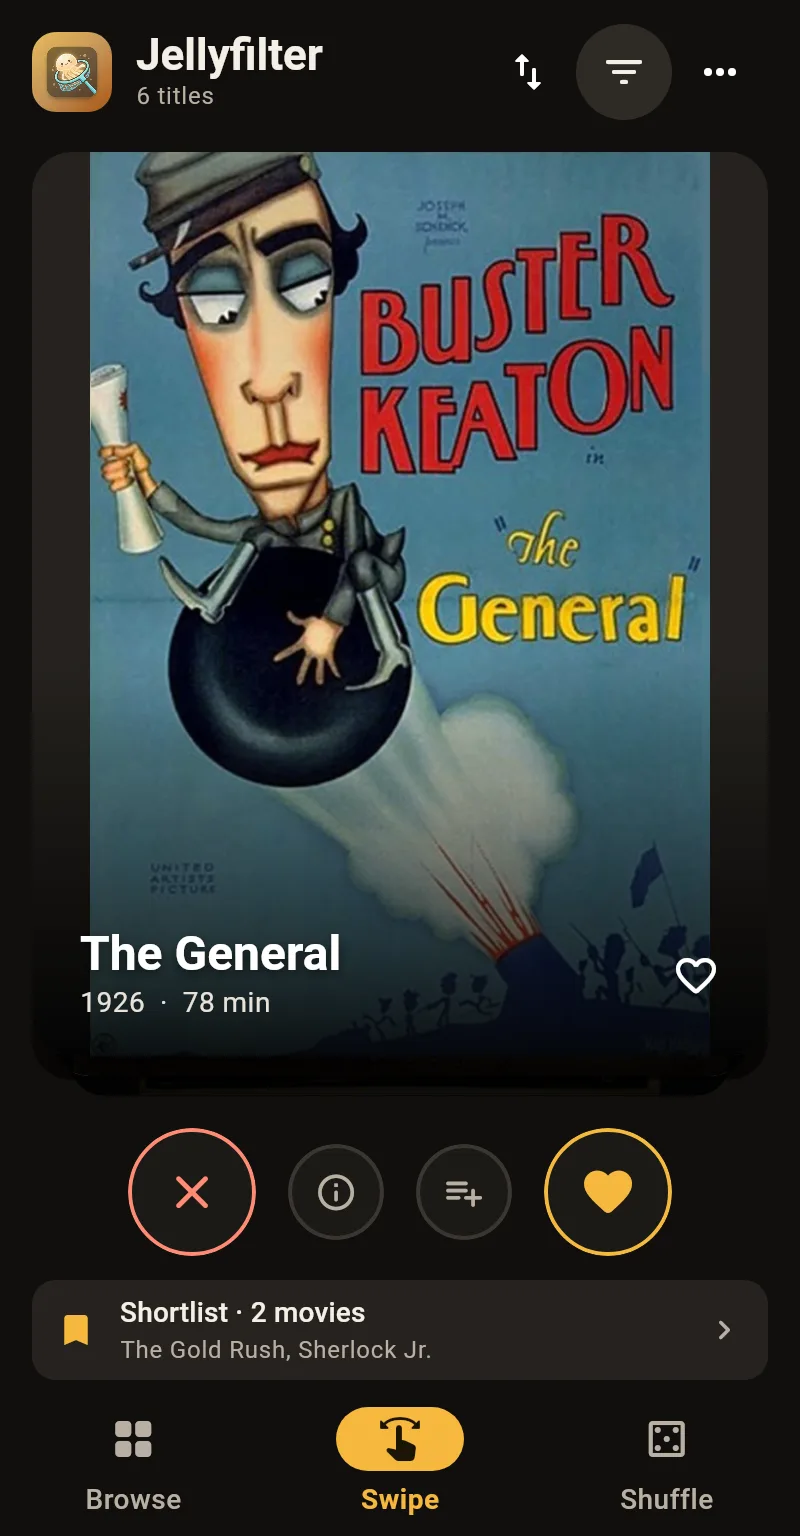 Jellyfilter
6 titles
JOSEPH
M.
SCHENCK
presents
BUSTER
KEATON
in
"The
General"
UNITED
ARTISTS
PICTURE
The General
1926 · 78 min
Shortlist · 2 movies
The Gold Rush, Sherlock Jr.
Browse
Swipe
Shuffle